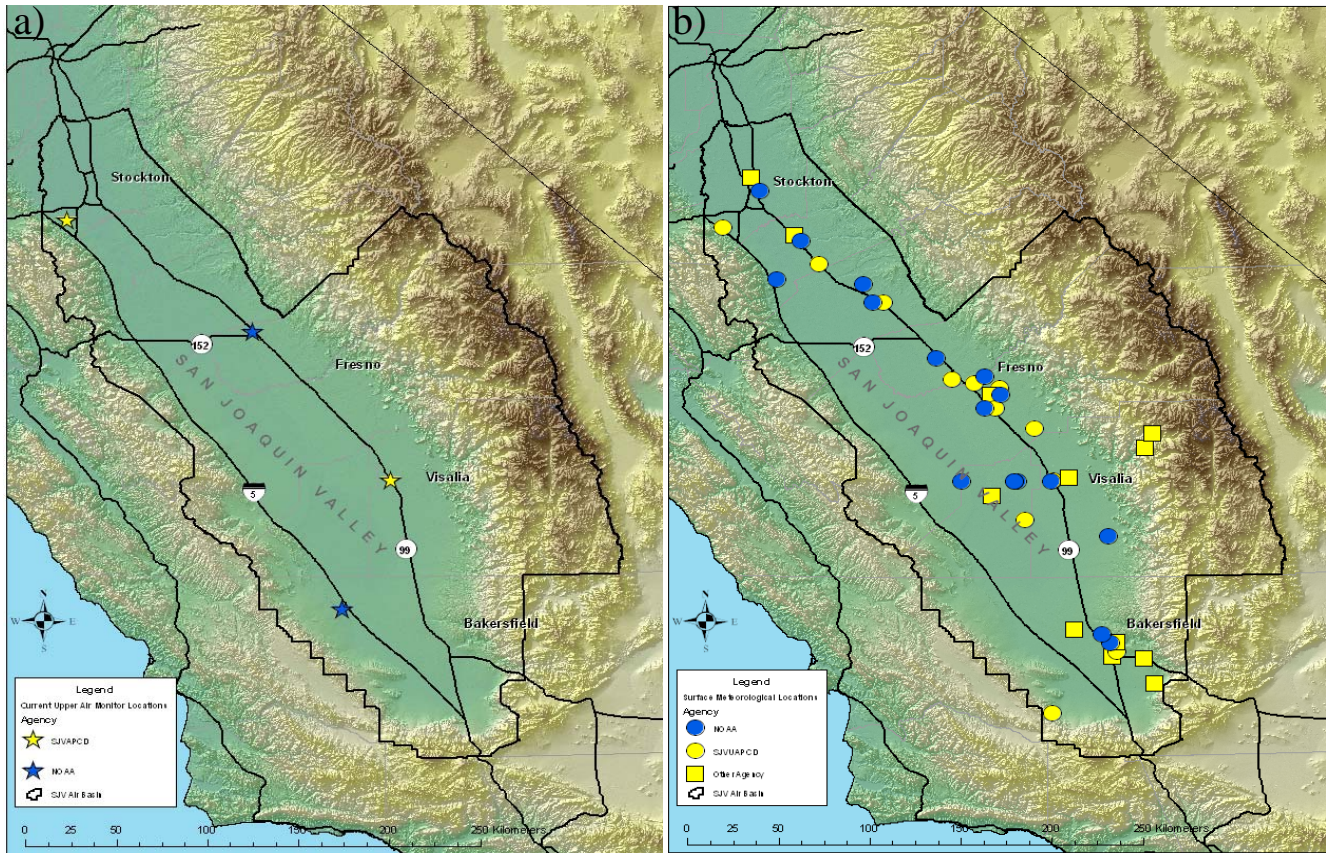 a)
Stockton
152
Fresno
SAN JOAQUIN VALLEY
Visalia
5
99
Bakersfield
W
E
S
Legend
Current Upper Air Monitor Locations
Agency
SJVAPCD
NOAA
SJV Air Basin
0 25 50 100 150 200 250 Kilometers
b)
Stockton
152
Fresno
SAN JOAQUIN VALLEY
Visalia
5
99
Bakersfield
W
E
S
Legend
Surface Meteorological Locations
Agency
NOAA
SJVUAPCD
Other Agency
SJV Air Basin
0 25 50 100 150 200 250 Kilometers